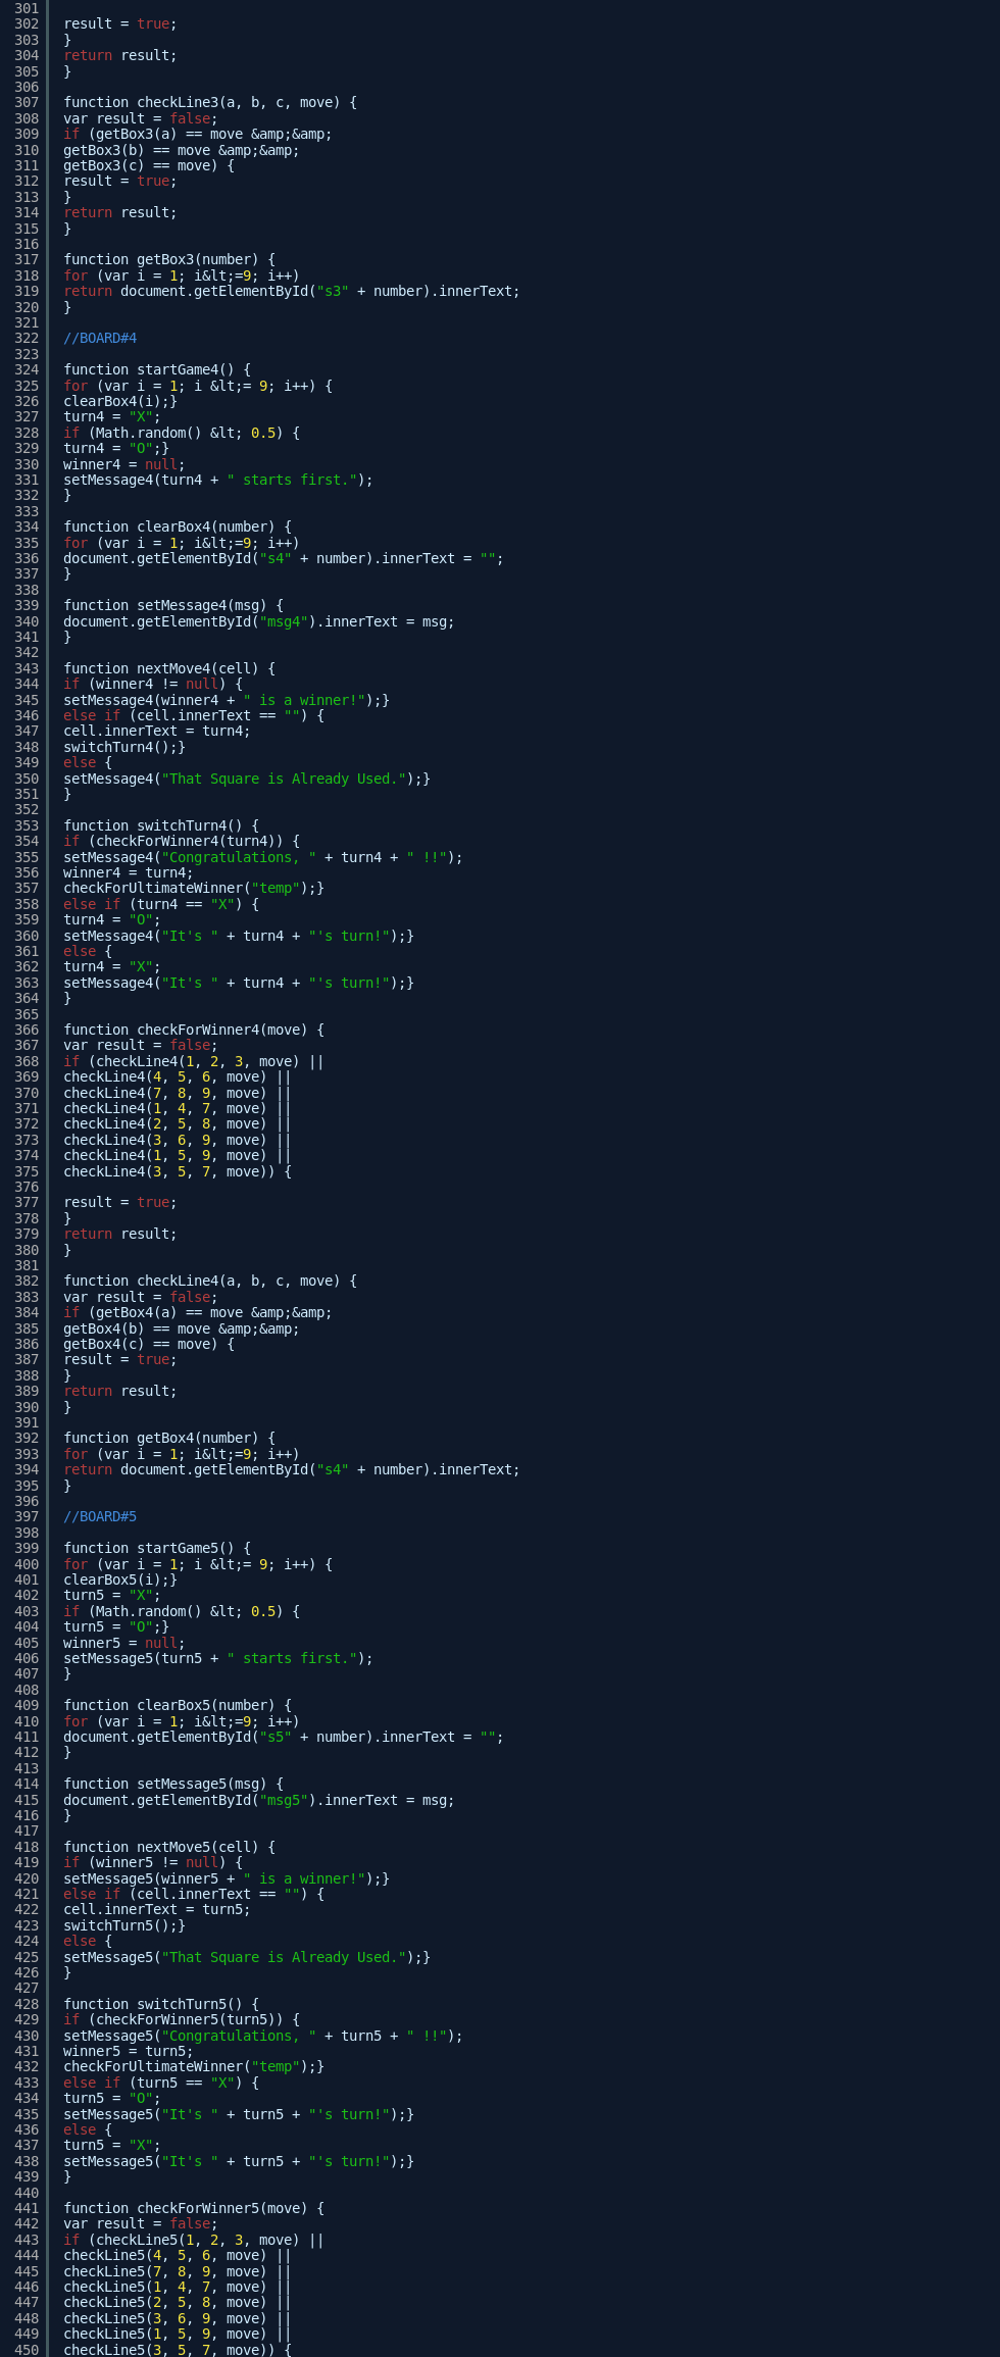 301
302 result = true;
303 }
304 return result;
305 }
306
307 function checkLine3(a, b, c, move) {
308 var result = false;
309 if (getBox3(a) == move &amp;&amp;
310 getBox3(b) == move &amp;&amp;
311 getBox3(c) == move) {
312 result = true;
313 }
314 return result;
315 }
316
317 function getBox3(number) {
318 for (var i = 1; i&lt;=9; i++)
319 return document.getElementById("s3" + number).innerText;
320 }
321
322 //BOARD#4
323
324 function startGame4() {
325 for (var i = 1; i &lt;= 9; i++) {
326 clearBox4(i);}
327 turn4 = "X";
328 if (Math.random() &lt; 0.5) {
329 turn4 = "O";}
330 winner4 = null;
331 setMessage4(turn4 + " starts first.");
332 }
333
334 function clearBox4(number) {
335 for (var i = 1; i&lt;=9; i++)
336 document.getElementById("s4" + number).innerText = "";
337 }
338
339 function setMessage4(msg) {
340 document.getElementById("msg4").innerText = msg;
341 }
342
343 function nextMove4(cell) {
344 if (winner4 != null) {
345 setMessage4(winner4 + " is a winner!");}
346 else if (cell.innerText == "") {
347 cell.innerText = turn4;
348 switchTurn4();}
349 else {
350 setMessage4("That Square is Already Used.");}
351 }
352
353 function switchTurn4() {
354 if (checkForWinner4(turn4)) {
355 setMessage4("Congratulations, " + turn4 + " !!");
356 winner4 = turn4;
357 checkForUltimateWinner("temp");}
358 else if (turn4 == "X") {
359 turn4 = "O";
360 setMessage4("It's " + turn4 + "'s turn!");}
361 else {
362 turn4 = "X";
363 setMessage4("It's " + turn4 + "'s turn!");}
364 }
365
366 function checkForWinner4(move) {
367 var result = false;
368 if (checkLine4(1, 2, 3, move) ||
369 checkLine4(4, 5, 6, move) ||
370 checkLine4(7, 8, 9, move) ||
371 checkLine4(1, 4, 7, move) ||
372 checkLine4(2, 5, 8, move) ||
373 checkLine4(3, 6, 9, move) ||
374 checkLine4(1, 5, 9, move) ||
375 checkLine4(3, 5, 7, move)) {
376
377 result = true;
378 }
379 return result;
380 }
381
382 function checkLine4(a, b, c, move) {
383 var result = false;
384 if (getBox4(a) == move &amp;&amp;
385 getBox4(b) == move &amp;&amp;
386 getBox4(c) == move) {
387 result = true;
388 }
389 return result;
390 }
391
392 function getBox4(number) {
393 for (var i = 1; i&lt;=9; i++)
394 return document.getElementById("s4" + number).innerText;
395 }
396
397 //BOARD#5
398
399 function startGame5() {
400 for (var i = 1; i &lt;= 9; i++) {
401 clearBox5(i);}
402 turn5 = "X";
403 if (Math.random() &lt; 0.5) {
404 turn5 = "O";}
405 winner5 = null;
406 setMessage5(turn5 + " starts first.");
407 }
408
409 function clearBox5(number) {
410 for (var i = 1; i&lt;=9; i++)
411 document.getElementById("s5" + number).innerText = "";
412 }
413
414 function setMessage5(msg) {
415 document.getElementById("msg5").innerText = msg;
416 }
417
418 function nextMove5(cell) {
419 if (winner5 != null) {
420 setMessage5(winner5 + " is a winner!");}
421 else if (cell.innerText == "") {
422 cell.innerText = turn5;
423 switchTurn5();}
424 else {
425 setMessage5("That Square is Already Used.");}
426 }
427
428 function switchTurn5() {
429 if (checkForWinner5(turn5)) {
430 setMessage5("Congratulations, " + turn5 + " !!");
431 winner5 = turn5;
432 checkForUltimateWinner("temp");}
433 else if (turn5 == "X") {
434 turn5 = "O";
435 setMessage5("It's " + turn5 + "'s turn!");}
436 else {
437 turn5 = "X";
438 setMessage5("It's " + turn5 + "'s turn!");}
439 }
440
441 function checkForWinner5(move) {
442 var result = false;
443 if (checkLine5(1, 2, 3, move) ||
444 checkLine5(4, 5, 6, move) ||
445 checkLine5(7, 8, 9, move) ||
446 checkLine5(1, 4, 7, move) ||
447 checkLine5(2, 5, 8, move) ||
448 checkLine5(3, 6, 9, move) ||
449 checkLine5(1, 5, 9, move) ||
450 checkLine5(3, 5, 7, move)) {